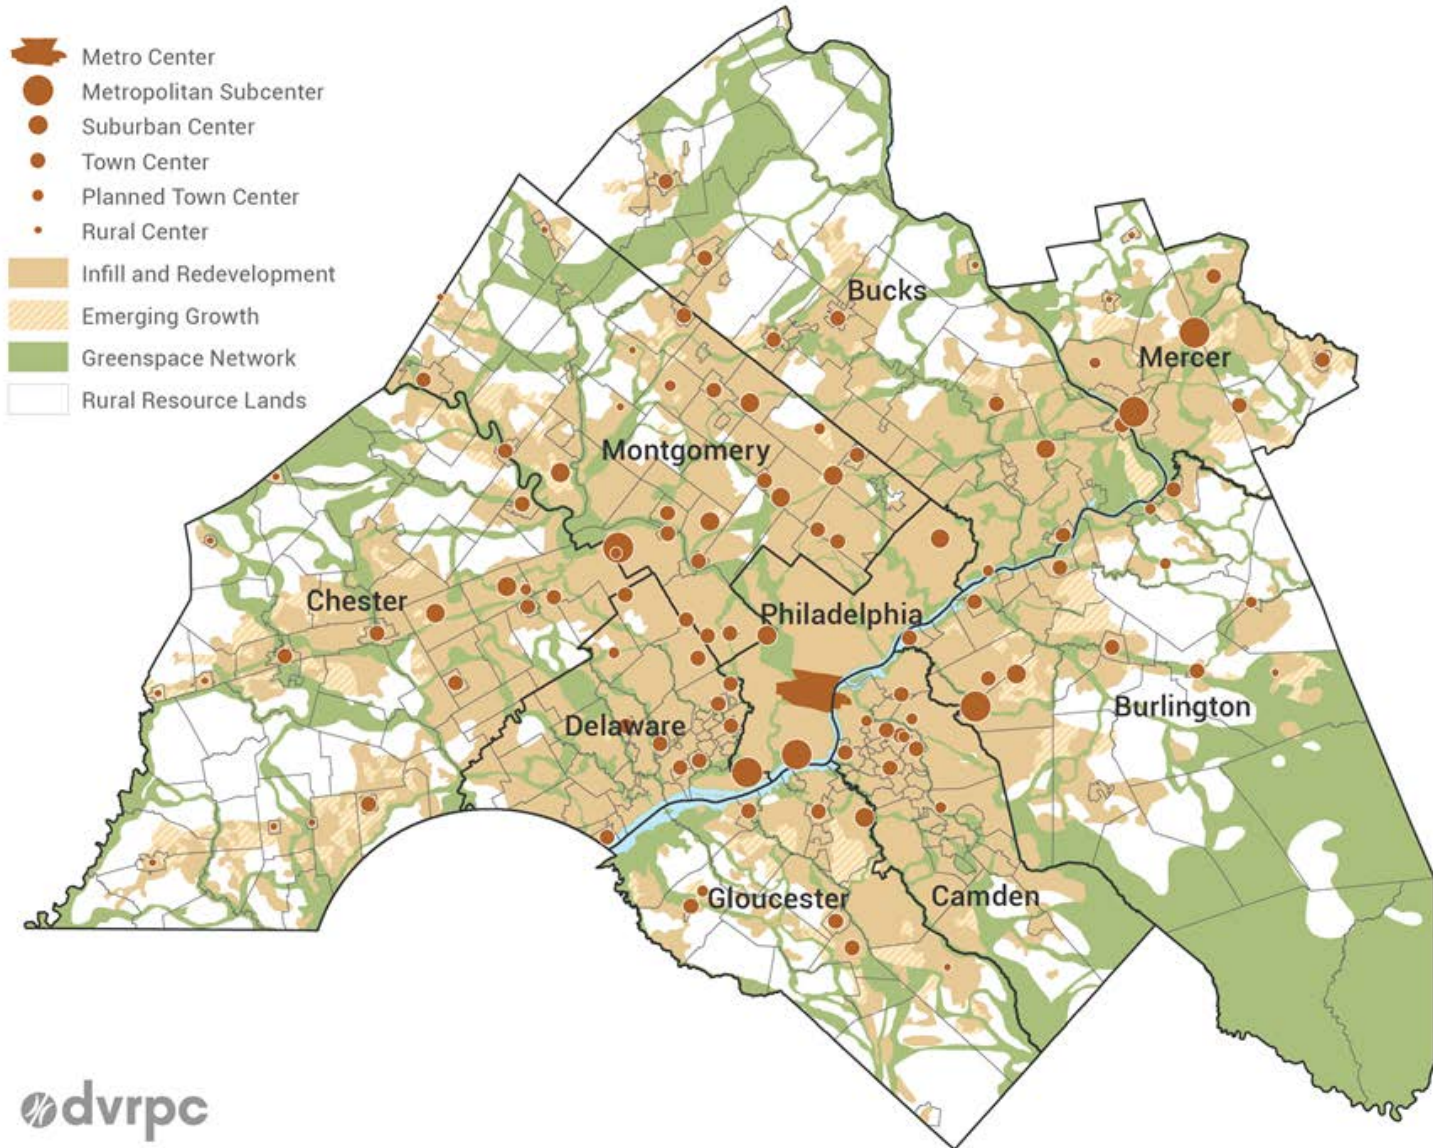 Metro Center
Metropolitan Subcenter
Suburban Center
Town Center
Planned Town Center
Rural Center
Infill and Redevelopment
Emerging Growth
Greenspace Network
Rural Resource Lands
Bucks
Mercer
Montgomery
Chester
Philadelphia
Burlington
Delaware
Gloucester
Camden
dvrpc